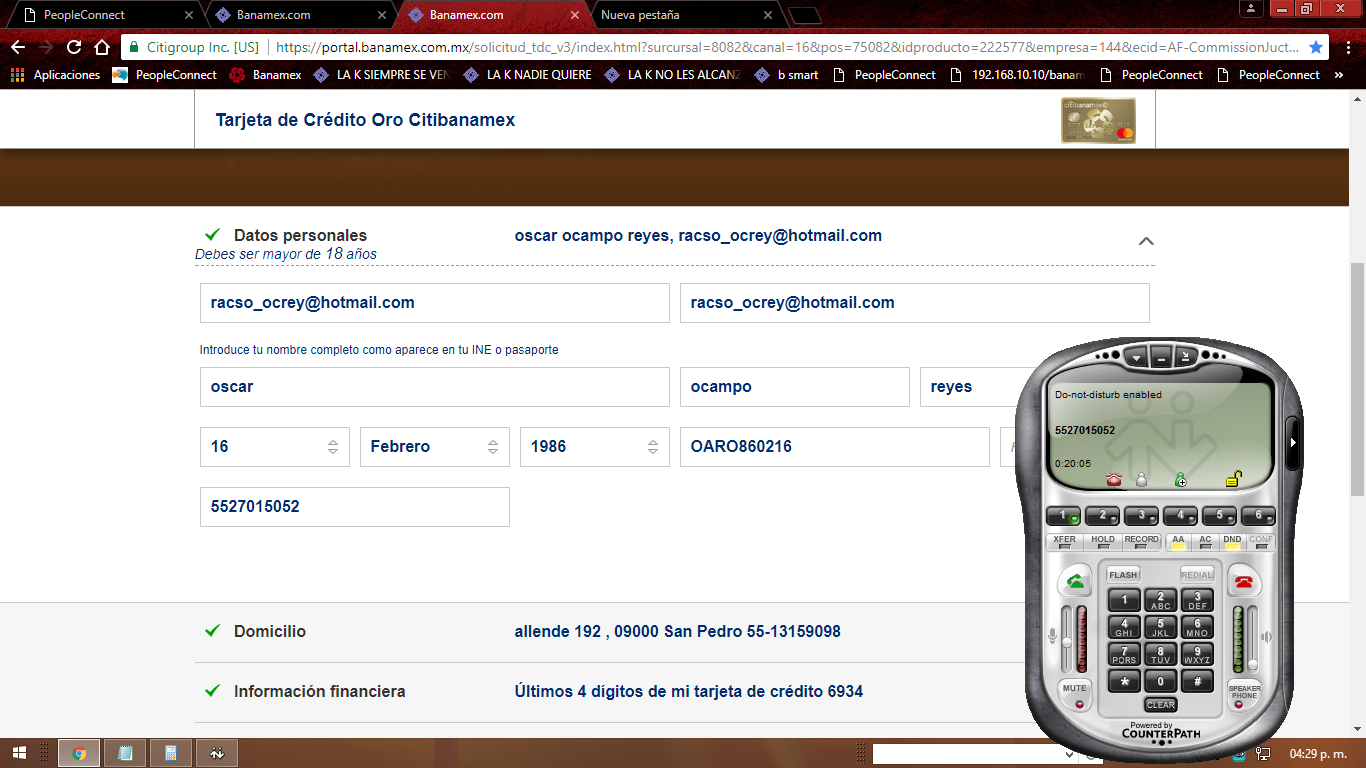 PeopleConnect
Banamex.com
Banamex.com
Nueva pestaña
Citigroup Inc. [US]
https://portal.banamex.com.mx/solicitud_tdc_v3/index.html?surcursal=8082&canal=16&pos=75082&idproducto=222577&empresa=144&ecid=AF-CommissionJuct...
Aplicaciones
PeopleConnect
Banamex
LA K SIEMPRE SE VEN
LA K NADIE QUIERE
LA K NO LES ALCANZ
b smart
PeopleConnect
192.168.10.10/banam
PeopleConnect
PeopleConnect
»
Tarjeta de Crédito Oro Citibanamex
citibanamex
Datos personales
oscar ocampo reyes, racso_ocrey@hotmail.com
Debes ser mayor de 18 años
racso_ocrey@hotmail.com
racso_ocrey@hotmail.com
Introduce tu nombre completo como aparece en tu INE o pasaporte
oscar
ocampo
reyes
16
Febrero
1986
OARO860216
5527015052
Domicilio
allende 192 , 09000 San Pedro 55-13159098
Información financiera
Últimos 4 dígitos de mi tarjeta de crédito 6934
Do-not-disturb enabled
5527015052
0:20:05
1 2 3 4 5 6
XFER HOLD RECORD AA AC DND CONF
FLASH REDIAL
1 2 ABC 3 DEF
4 GHI 5 JKL 6 MNO
7 PQRS 8 TUV 9 WXYZ
* 0 #
MUTE
CLEAR
SPEAKER PHONE
Powered by
COUNTERPATH
04:29 p. m.